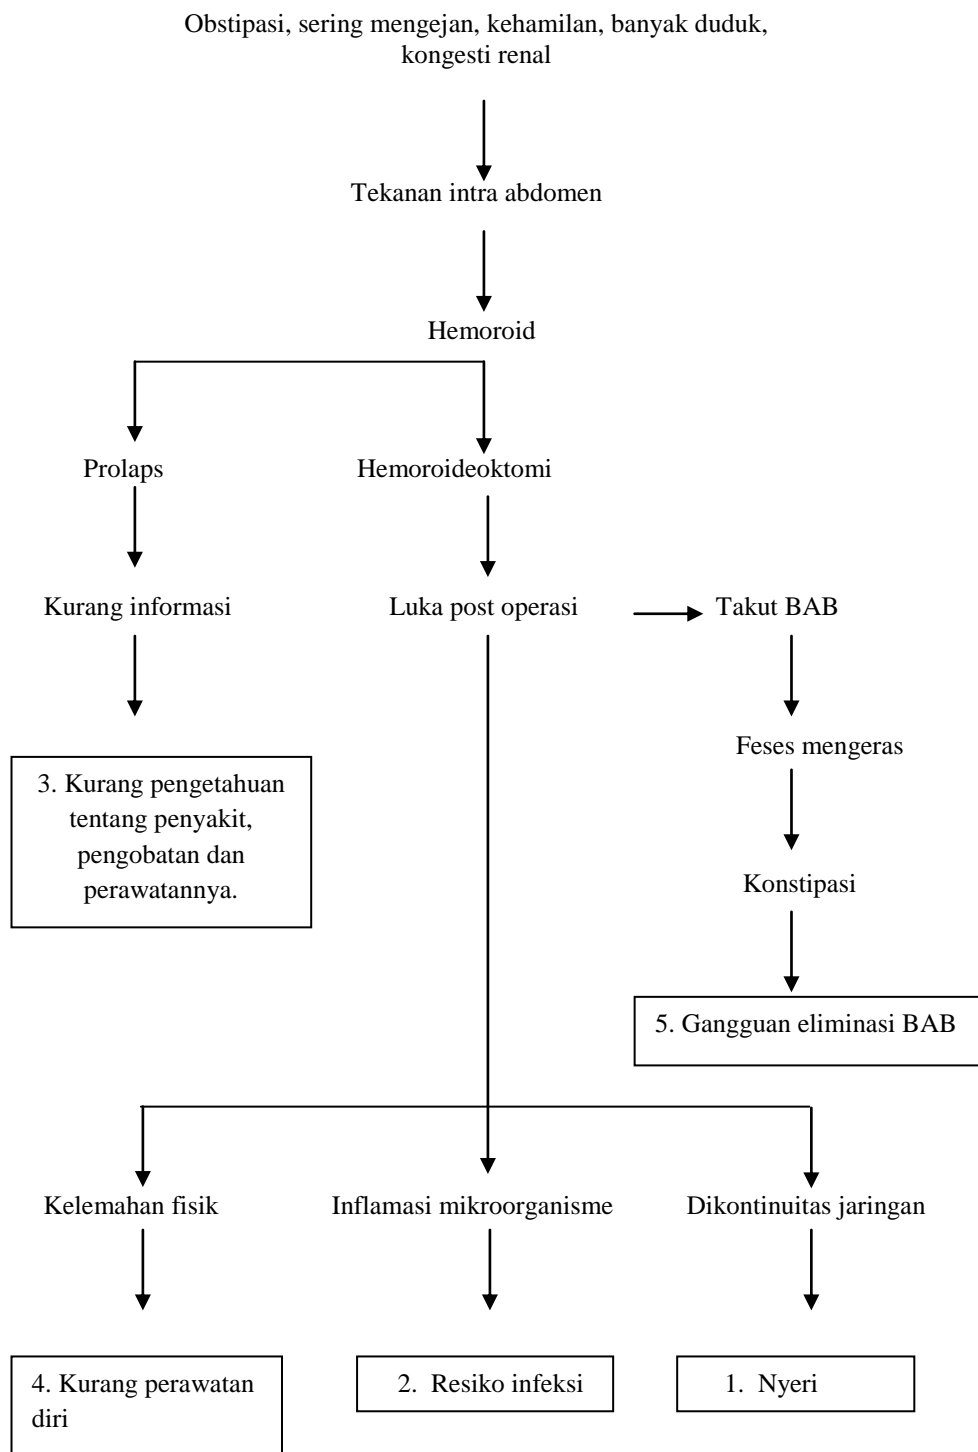 Obstipasi, sering mengejan, kehamilan, banyak duduk,
kongesti renal
Tekanan intra abdomen
Hemoroid
Prolaps
Hemoroideoktomi
Kurang informasi
Luka post operasi
Takut BAB
Feses mengeras
3. Kurang pengetahuan
tentang penyakit,
pengobatan dan
perawatannya.
Konstipasi
5. Gangguan eliminasi BAB
Kelemahan fisik
Inflamasi mikroorganisme
Dikontinuitas jaringan
4. Kurang perawatan
diri
2. Resiko infeksi
1. Nyeri